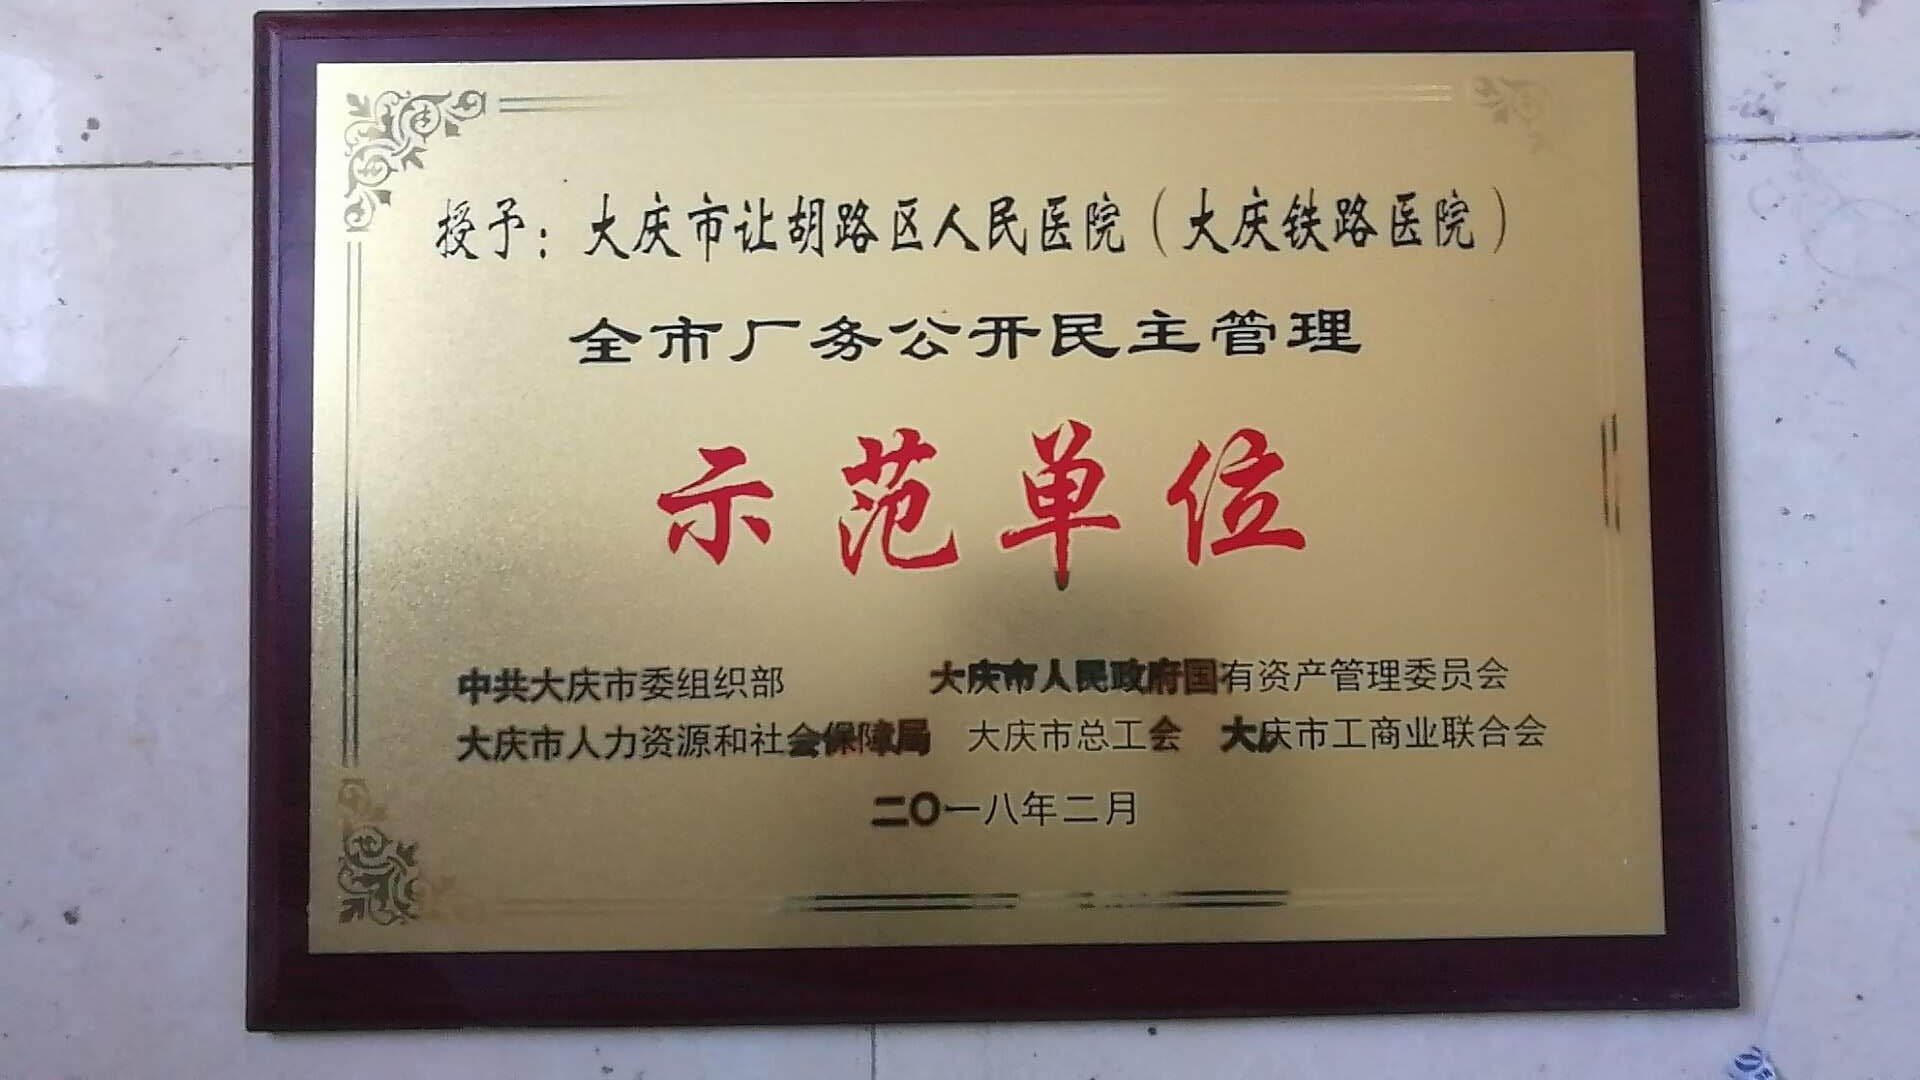 授予：大庆市让胡路区人民医院（大庆铁路医院）
全市厂务公开民主管理
示范单位
中共大庆市委组织部 大庆市人民政府国有资产管理委员会
大庆市人力资源和社会保障局 大庆市总工会 大庆市工商业联合会
二〇一八年二月